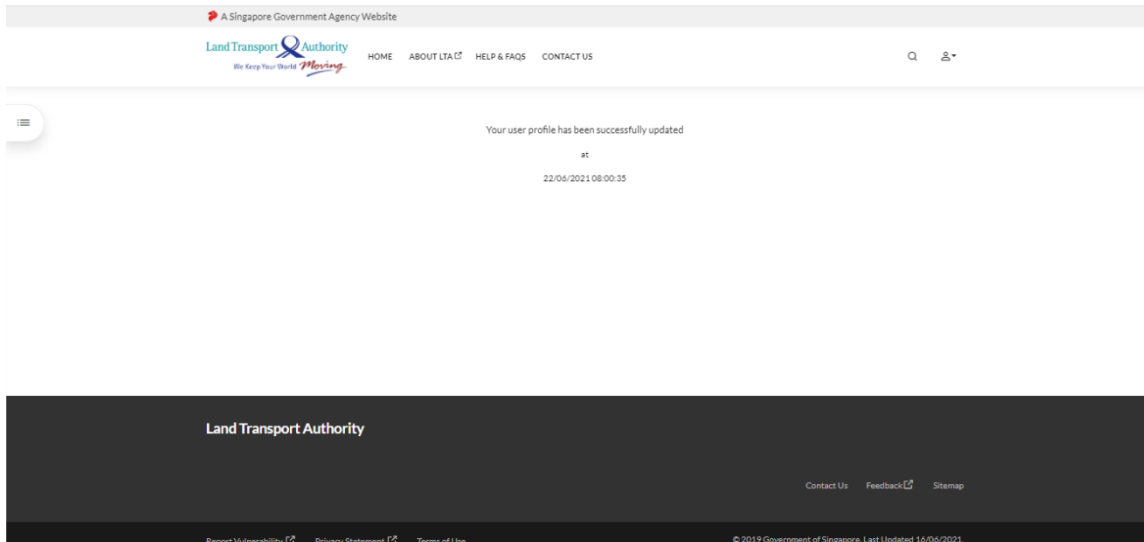 A Singapore Government Agency Website
Land Transport Authority
We Keep Your World Moving
HOME ABOUT LTA HELP & FAQS CONTACT US
Your user profile has been successfully updated
at
22/06/2021 08:00:35
Land Transport Authority
Contact Us Feedback Sitemap
Report Vulnerability Privacy Statement Terms of Use © 2019 Government of Singapore. Last Updated 16/06/2021.